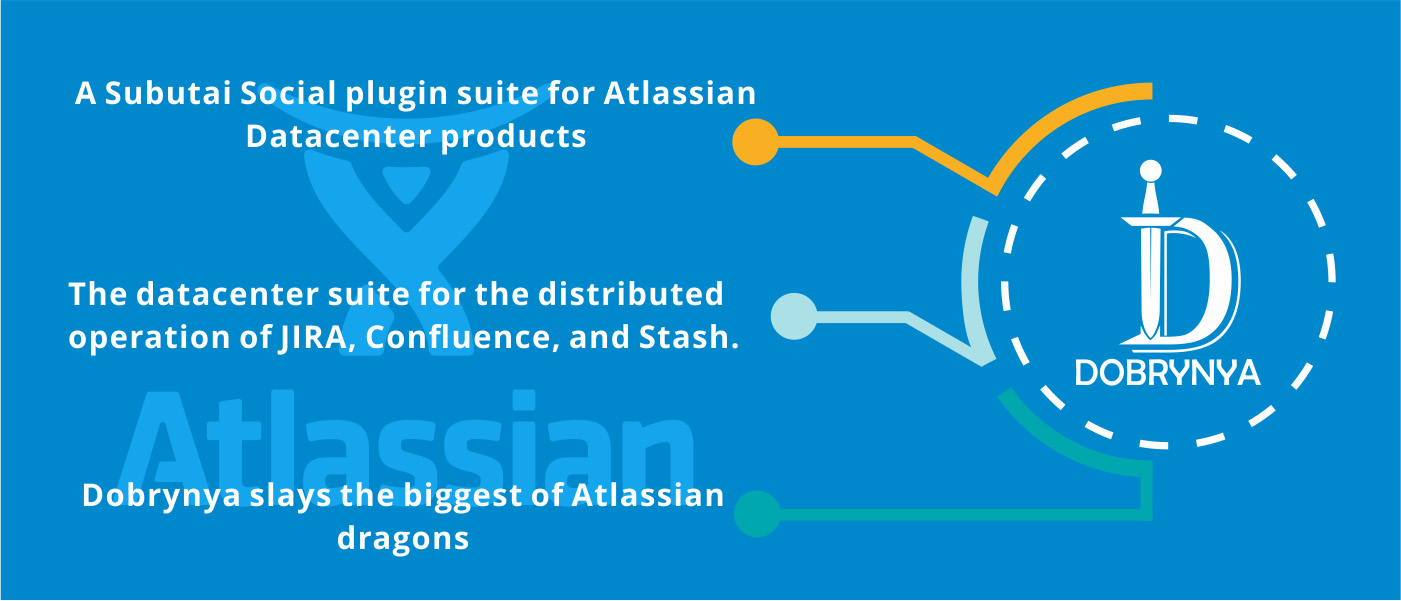 A Subutai Social plugin suite for Atlassian
Datacenter products
The datacenter suite for the distributed
operation of JIRA, Confluence, and Stash.
Atlassian
Dobrynya slays the biggest of Atlassian
dragons
D
DOBRYNYA